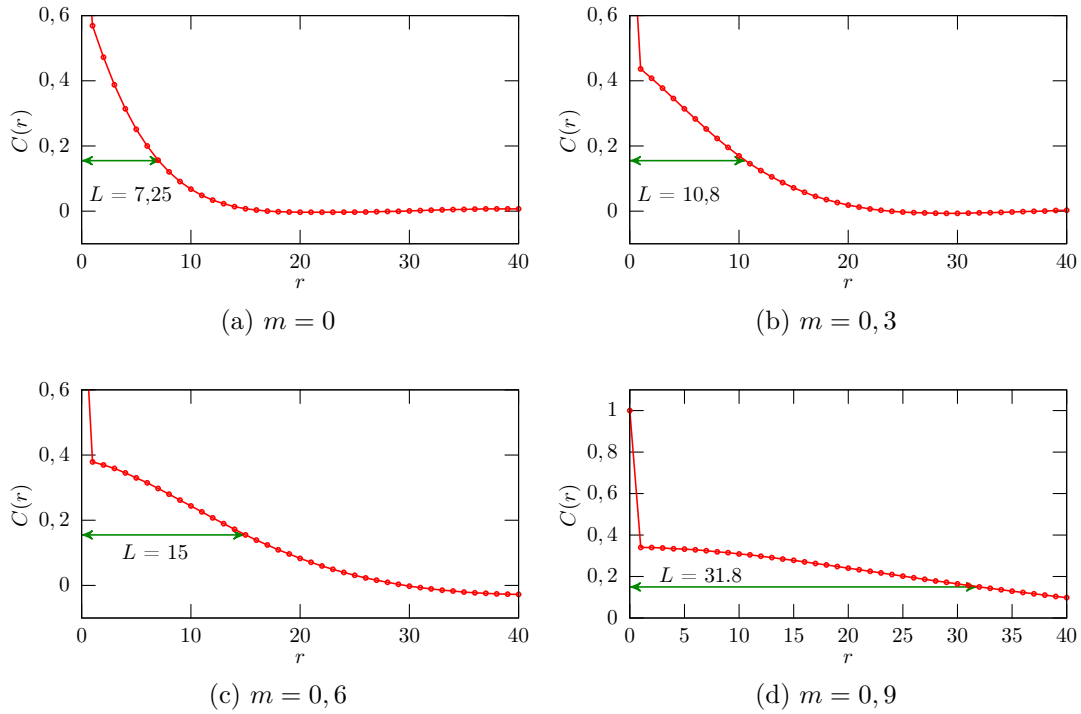 0, 6
0, 4
0, 2
0
C(r)
L = 7,25
0 10 20 30 40
r
(a) m = 0
0, 6
0, 4
0, 2
0
C(r)
L = 10,8
0 10 20 30 40
r
(b) m = 0, 3
0, 6
0, 4
0, 2
0
C(r)
L = 15
0 10 20 30 40
r
(c) m = 0, 6
1
0, 8
0, 6
0, 4
0, 2
0
C(r)
L = 31.8
0 5 10 15 20 25 30 35 40
r
(d) m = 0, 9